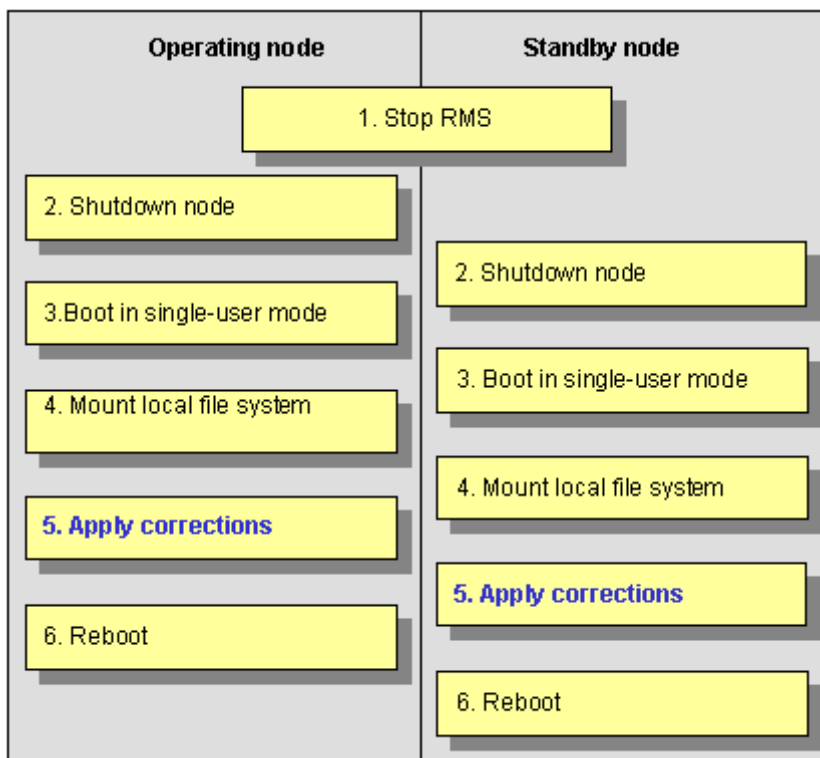 Operating node
Standby node
1. Stop RMS
2. Shutdown node
3.Boot in single-user mode
4. Mount local file system
5. Apply corrections
6. Reboot
2. Shutdown node
3. Boot in single-user mode
4. Mount local file system
5. Apply corrections
6. Reboot